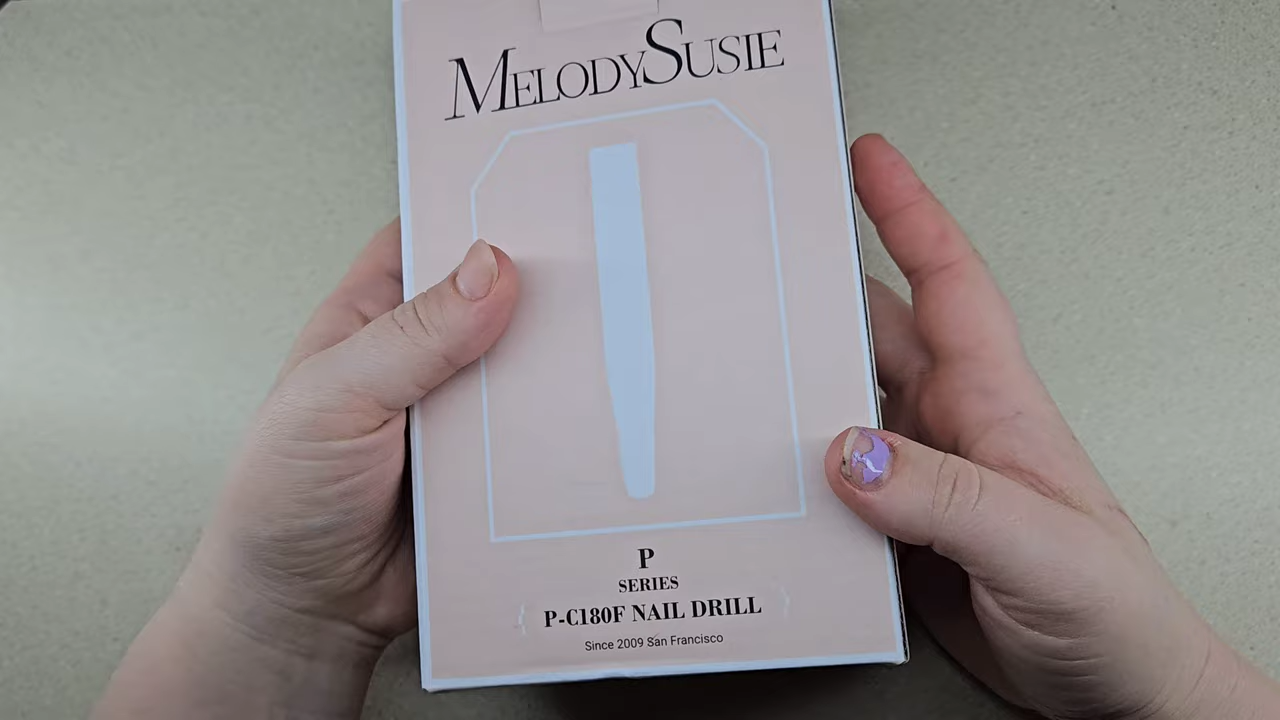 MELODYSUSIE
P
SERIES
P-C180F NAIL DRILL
Since 2009 San Francisco